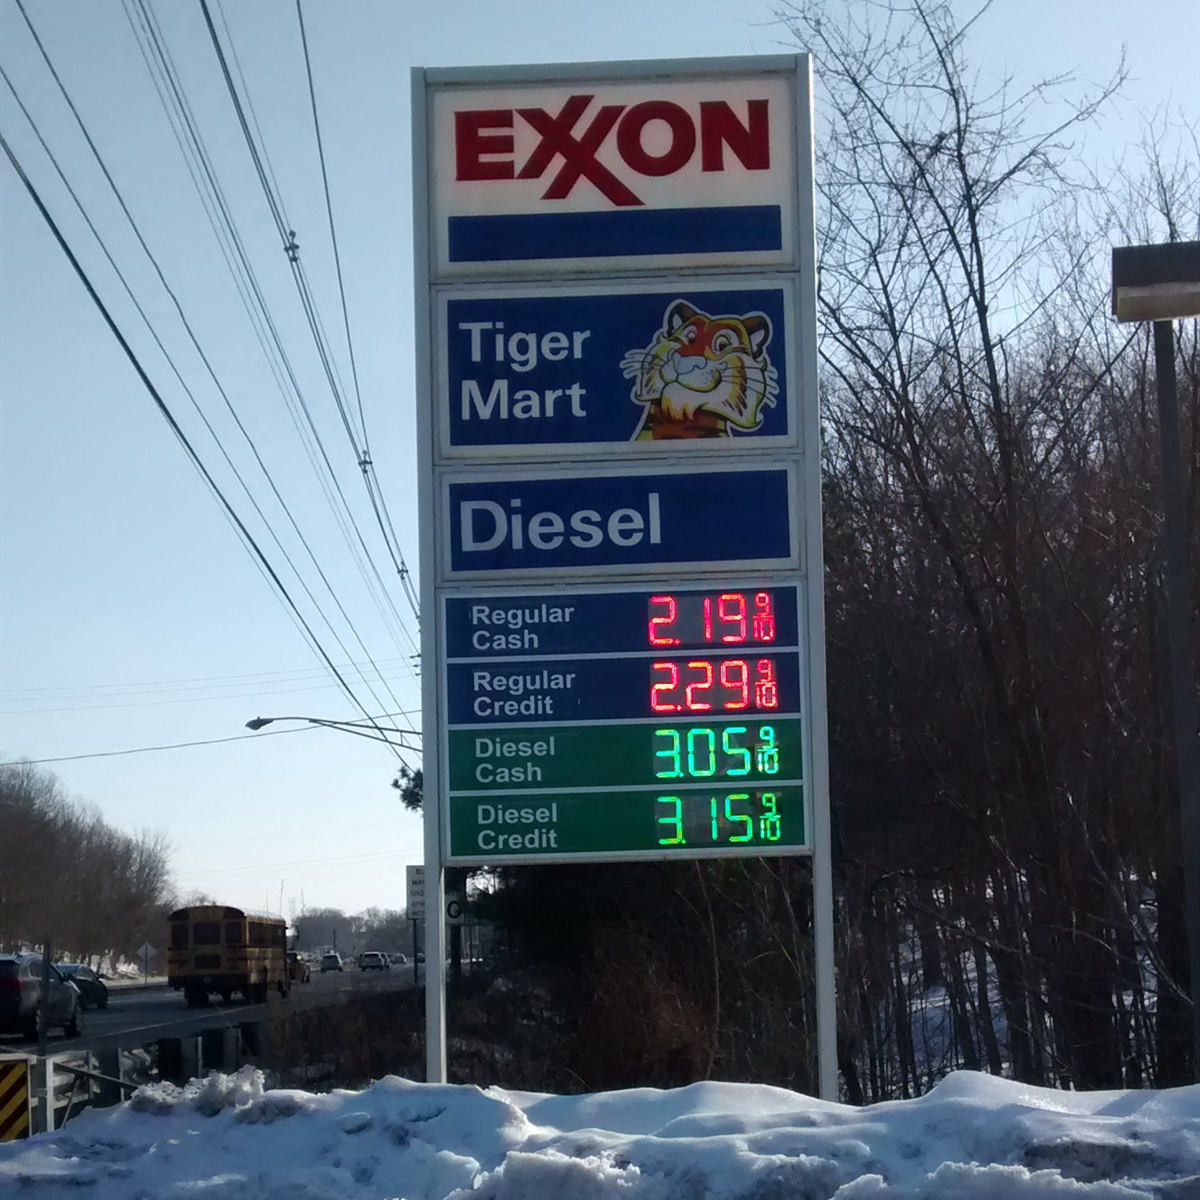 EXXON
Tiger
Mart
Diesel
Regular
Cash
2.19 9/10
Regular
Credit
2.29 9/10
Diesel
Cash
3.05 9/10
Diesel
Credit
3.15 9/10